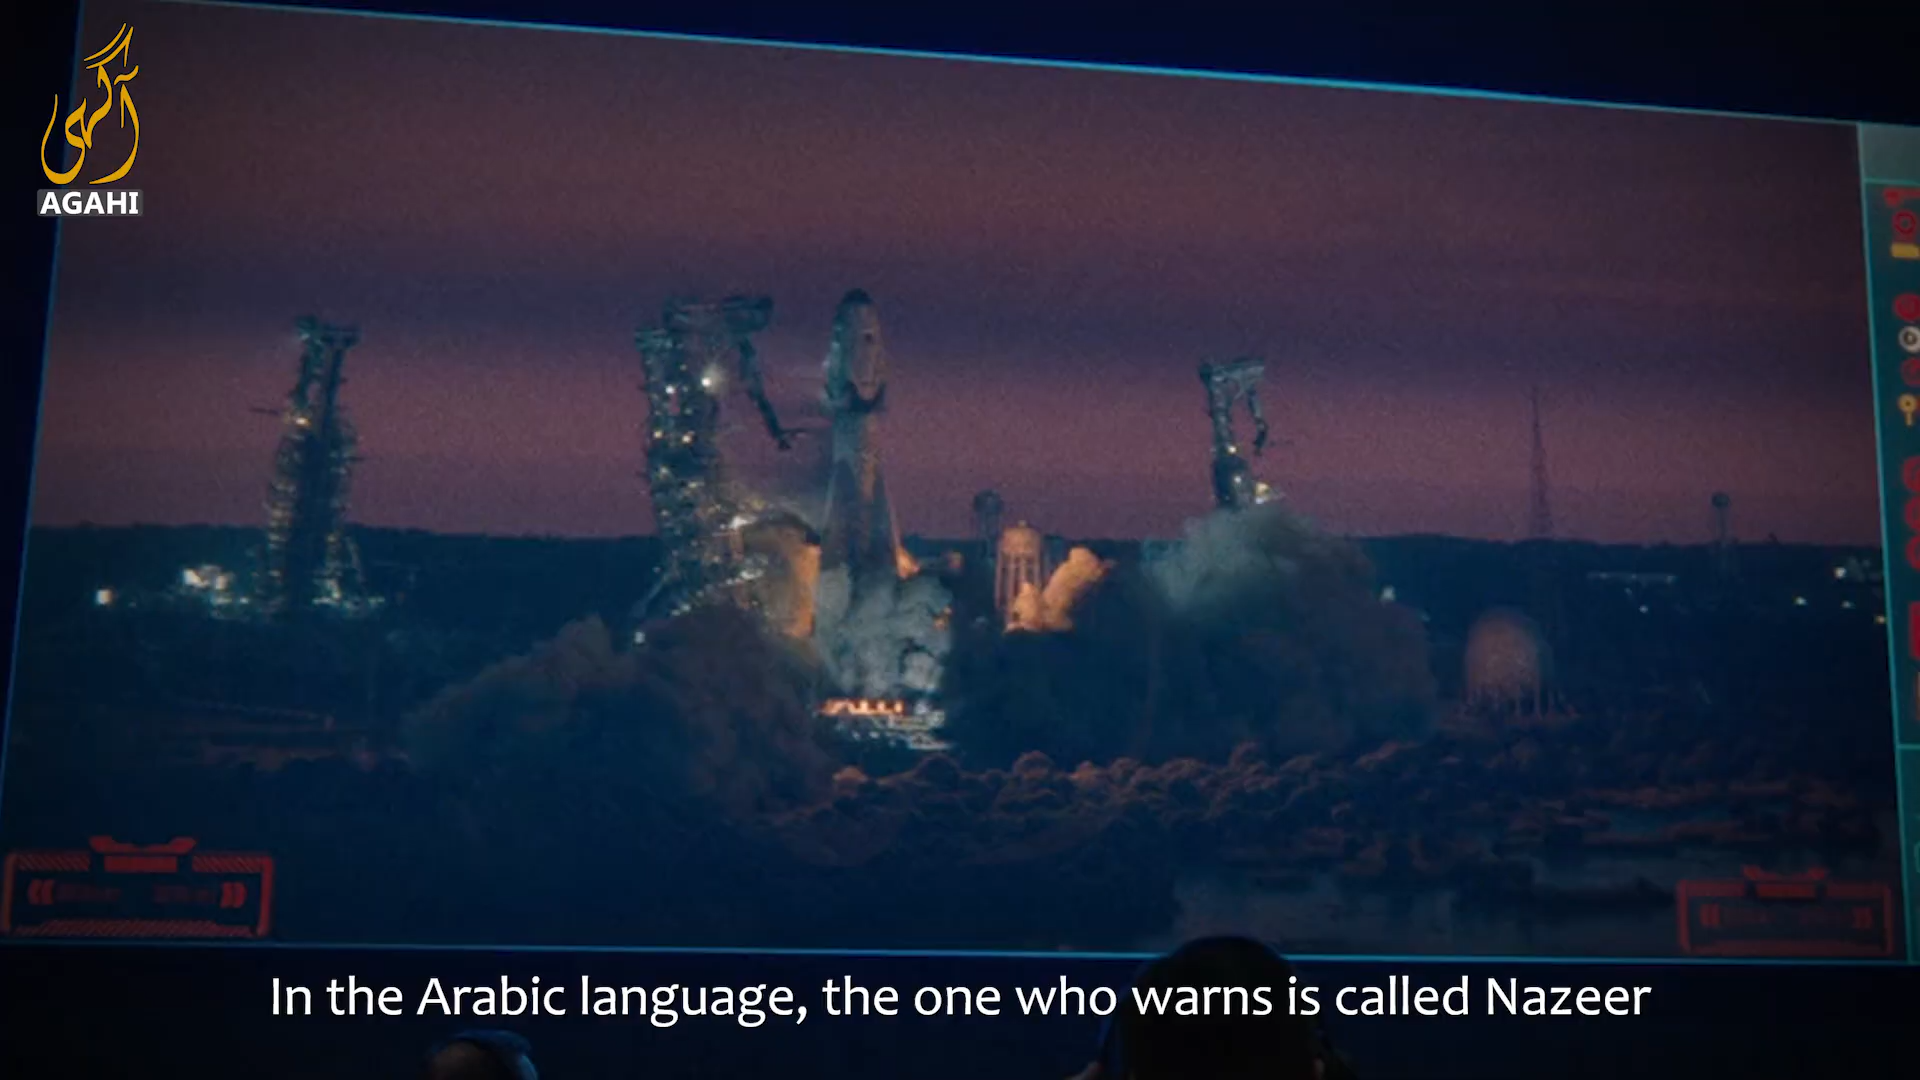 آگہی
AGAHI
In the Arabic language, the one who warns is called Nazeer